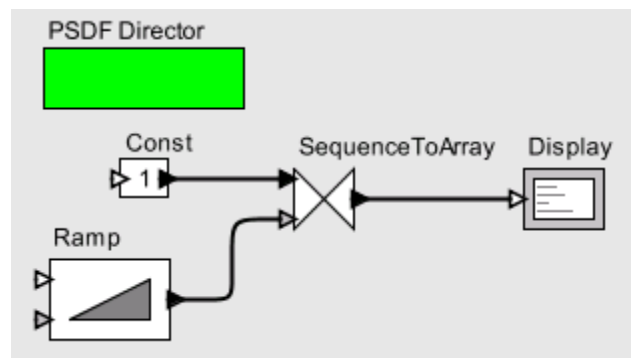 PSDF Director
Const
SequenceToArray
Display
1
Ramp